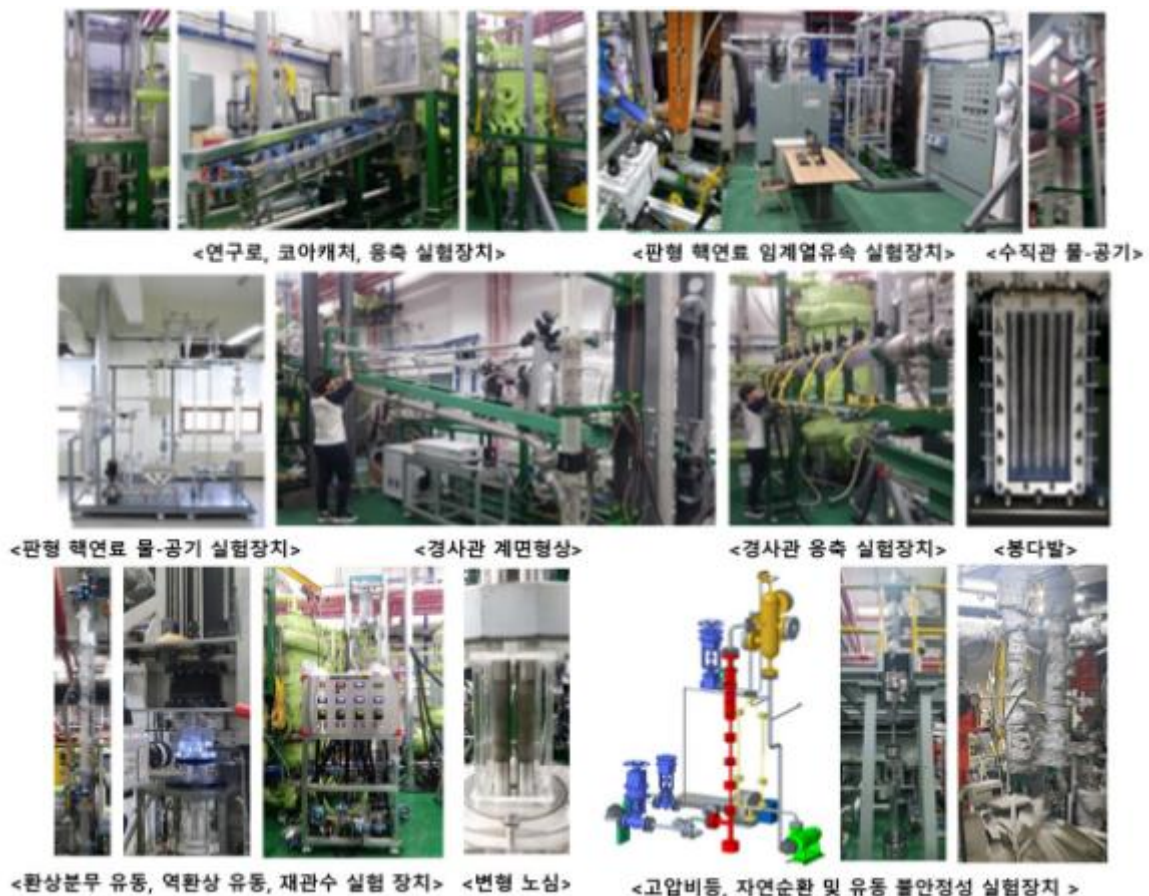 <연구로, 코아캐처, 응축 실험장치>
<판형 핵연료 임계열유속 실험장치>
<수직관 물-공기>
<판형 핵연료 물-공기 실험장치>
<경사관 계면형상>
<경사관 응축 실험장치>
<봉다발>
<환상분무 유동, 역환상 유동, 재관수 실험 장치>
<변형 노심>
<고압비등, 자연순환 및 유동 불안정성 실험장치 >